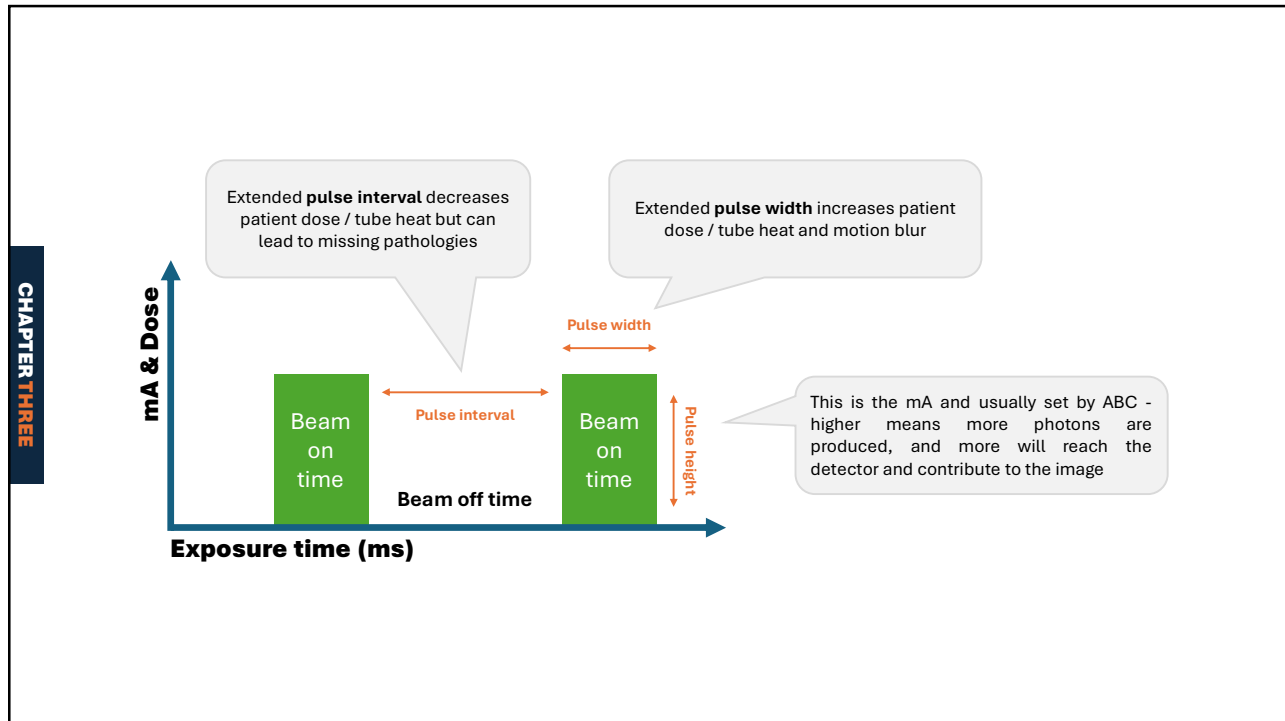 CHAPTER THREE
Extended pulse interval decreases
patient dose / tube heat but can
lead to missing pathologies
Extended pulse width increases patient
dose / tube heat and motion blur
mA & Dose
Pulse width
Pulse interval
Beam
on
time
Beam off time
Beam
on
time
Pulse height
This is the mA and usually set by ABC -
higher means more photons are
produced, and more will reach the
detector and contribute to the image
Exposure time (ms)